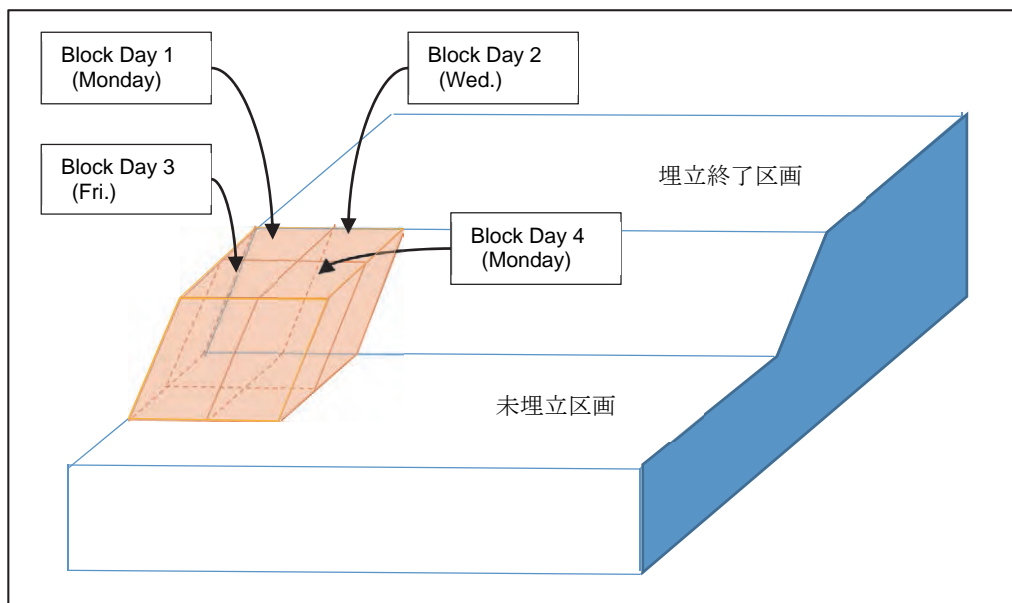 Block Day 1
(Monday)
Block Day 2
(Wed.)
Block Day 3
(Fri.)
埋立終了区画
Block Day 4
(Monday)
未埋立区画